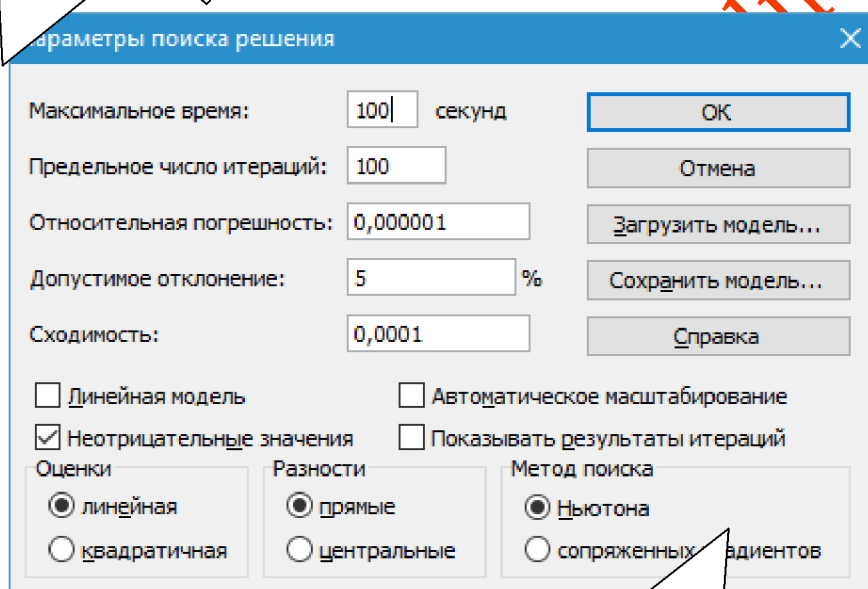 араметры поиска решения
Максимальное время: 100 секунд
ОК
Предельное число итераций: 100
Отмена
Относительная погрешность: 0,000001
Загрузить модель...
Допустимое отклонение: 5 %
Сохранить модель...
Сходимость: 0,0001
Справка
Линейная модель
Автоматическое масштабирование
Неотрицательные значения
Показывать результаты итераций
Оценки
линейная
квадратичная
Разности
прямые
центральные
Метод поиска
Ньютона
сопряженных адиентов